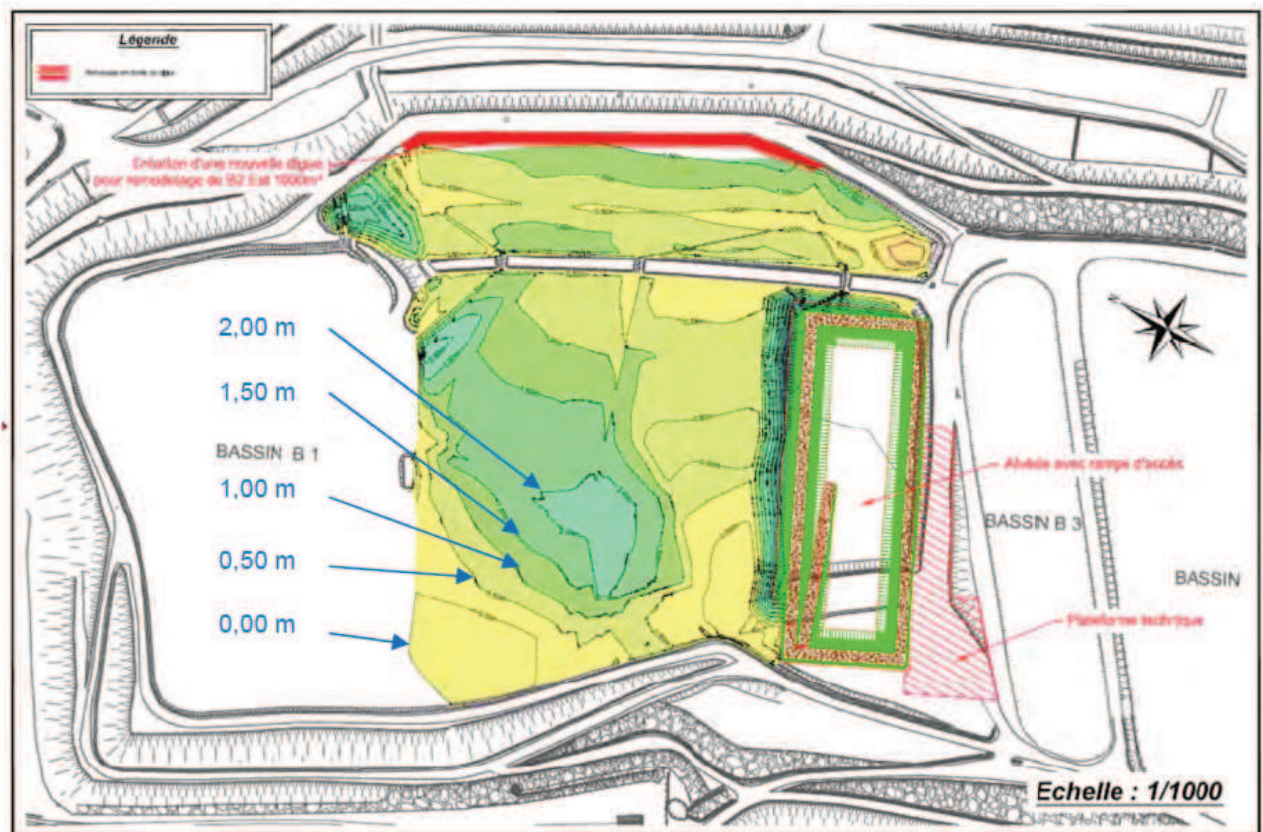 Légende
Création d'une nouvelle digue
pour remodelage de B2 Est 1000m³
2,00 m
1,50 m
BASSIN B 1
1,00 m
0,50 m
0,00 m
Alvéole avec rampe d'accès
BASSIN B 3
BASSIN
Plateforme technique
Echelle : 1/1000